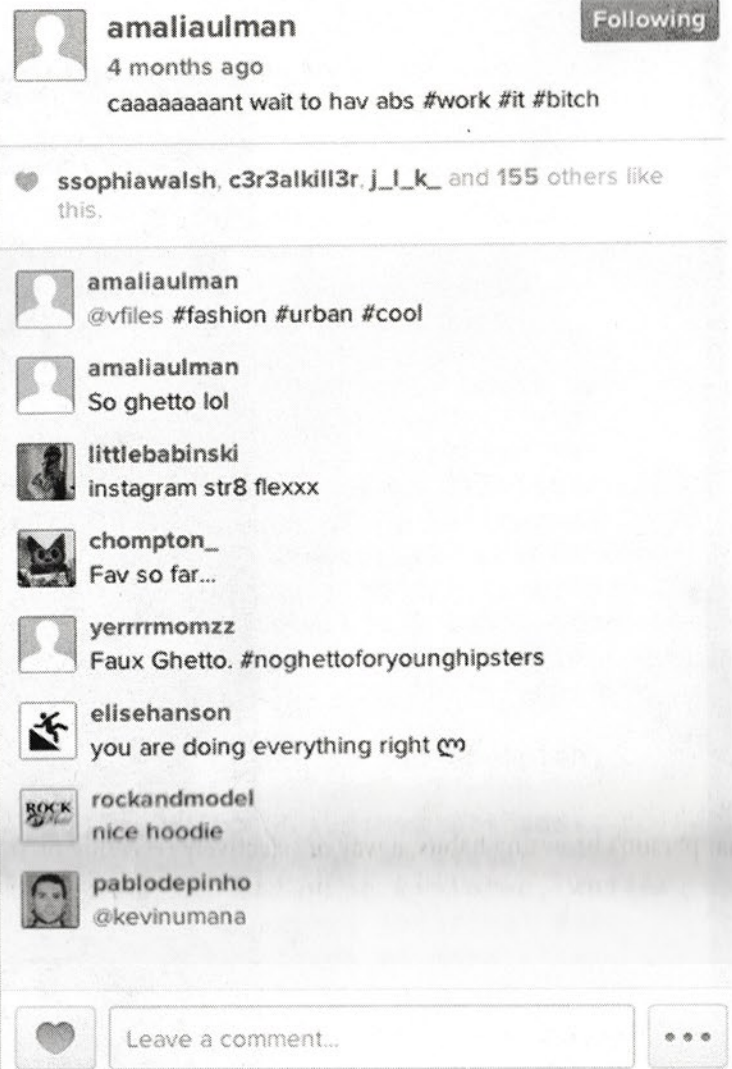 amaliaulman
Following
4 months ago
caaaaaaaant wait to hav abs #work #it #bitch
ssophiawalsh, c3r3alkill3r, j_l_k_ and 155 others like
this.
amaliaulman
@vfiles #fashion #urban #cool
amaliaulman
So ghetto lol
littlebabinski
instagram str8 flexxx
chompton_
Fav so far...
yerrrrmomzz
Faux Ghetto. #noghettoforyounghipsters
elisehanson
you are doing everything right ლ
ROCK
rockandmodel
nice hoodie
pablodepinho
@kevinumana
Leave a comment...